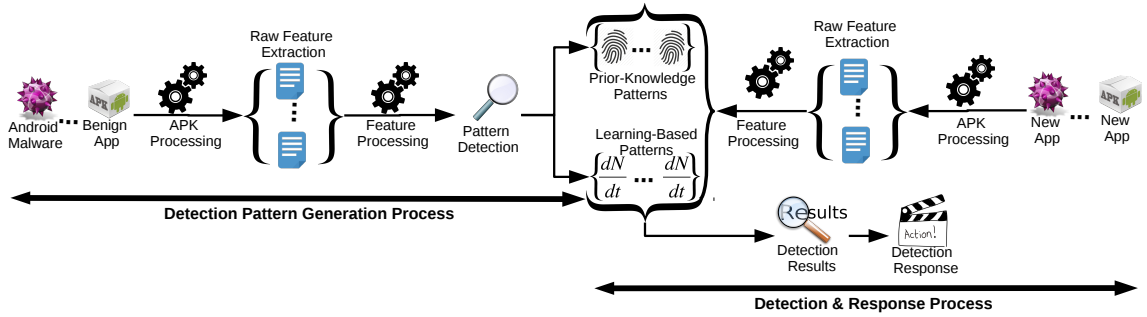 Raw Feature
Extraction
Android
Malware
...
APK
Benign
App
APK
Processing
Feature
Processing
Pattern
Detection
...
Prior-Knowledge
Patterns
Learning-Based
Patterns
dN
dt
...
dN
dt
Raw Feature
Extraction
Feature
Processing
APK
Processing
New
App
...
APK
New
App
Detection Pattern Generation Process
Results
Detection
Results
Action!
Detection
Response
Detection & Response Process